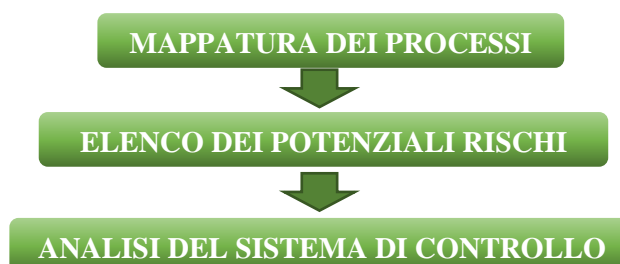 MAPPATURA DEI PROCESSI
ELENCO DEI POTENZIALI RISCHI
ANALISI DEL SISTEMA DI CONTROLLO